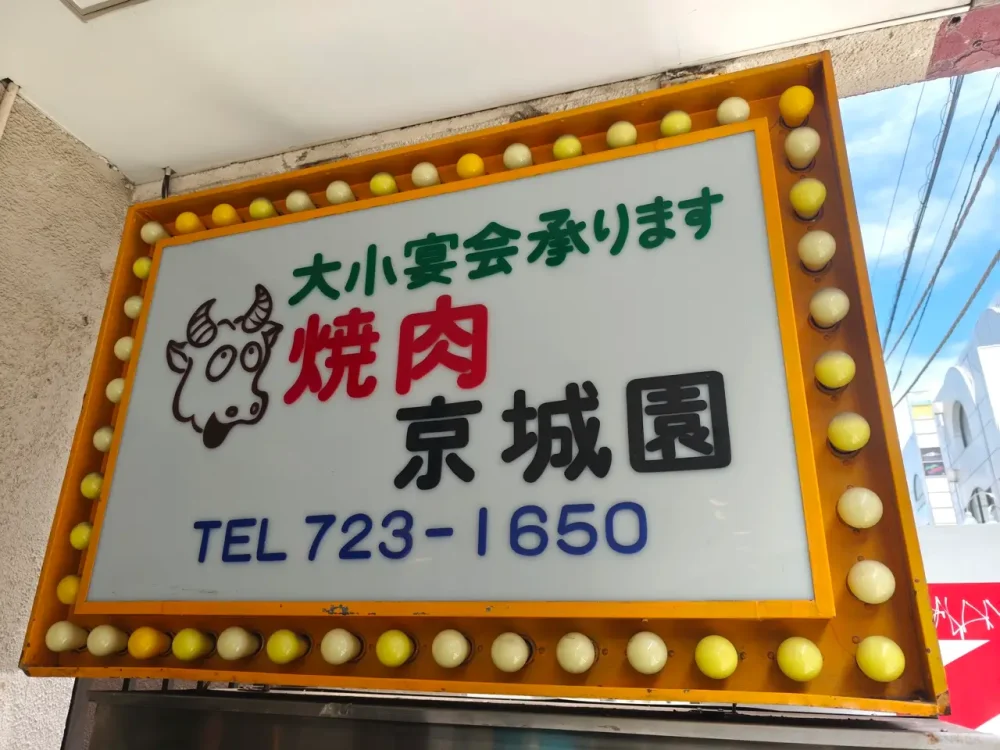 大小宴会承ります
焼肉
京城園
TEL 723-1650